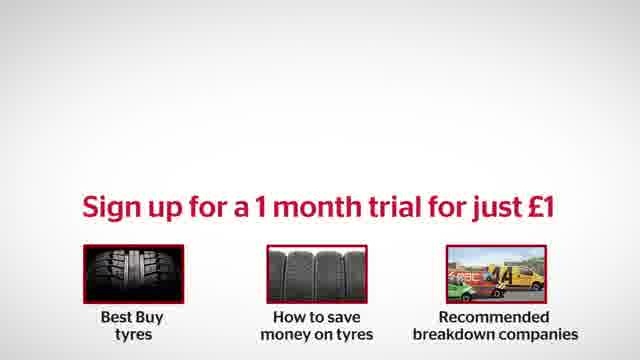 Sign up for a 1 month trial for just £1
Best Buy
tyres
How to save
money on tyres
Recommended
breakdown companies